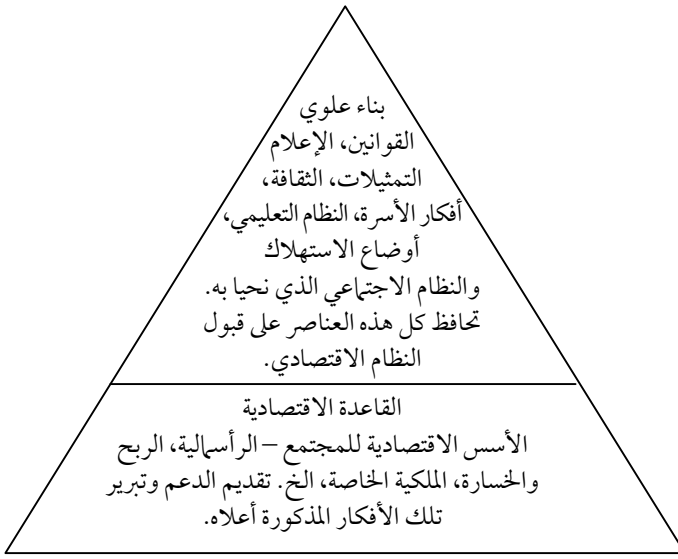 بناء علوي
القوانين، الإعلام
التمثيلات، الثقافة،
أفكار الأسرة، النظام التعليمي،
أوضاع الاستهلاك
والنظام الاجتماعي الذي نحيا به.
تحافظ كل هذه العناصر على قبول
النظام الاقتصادي.
القاعدة الاقتصادية
الأسس الاقتصادية للمجتمع – الرأسمالية، الربح
والخسارة، الملكية الخاصة، الخ. تقديم الدعم وتبرير
تلك الأفكار المذكورة أعلاه.